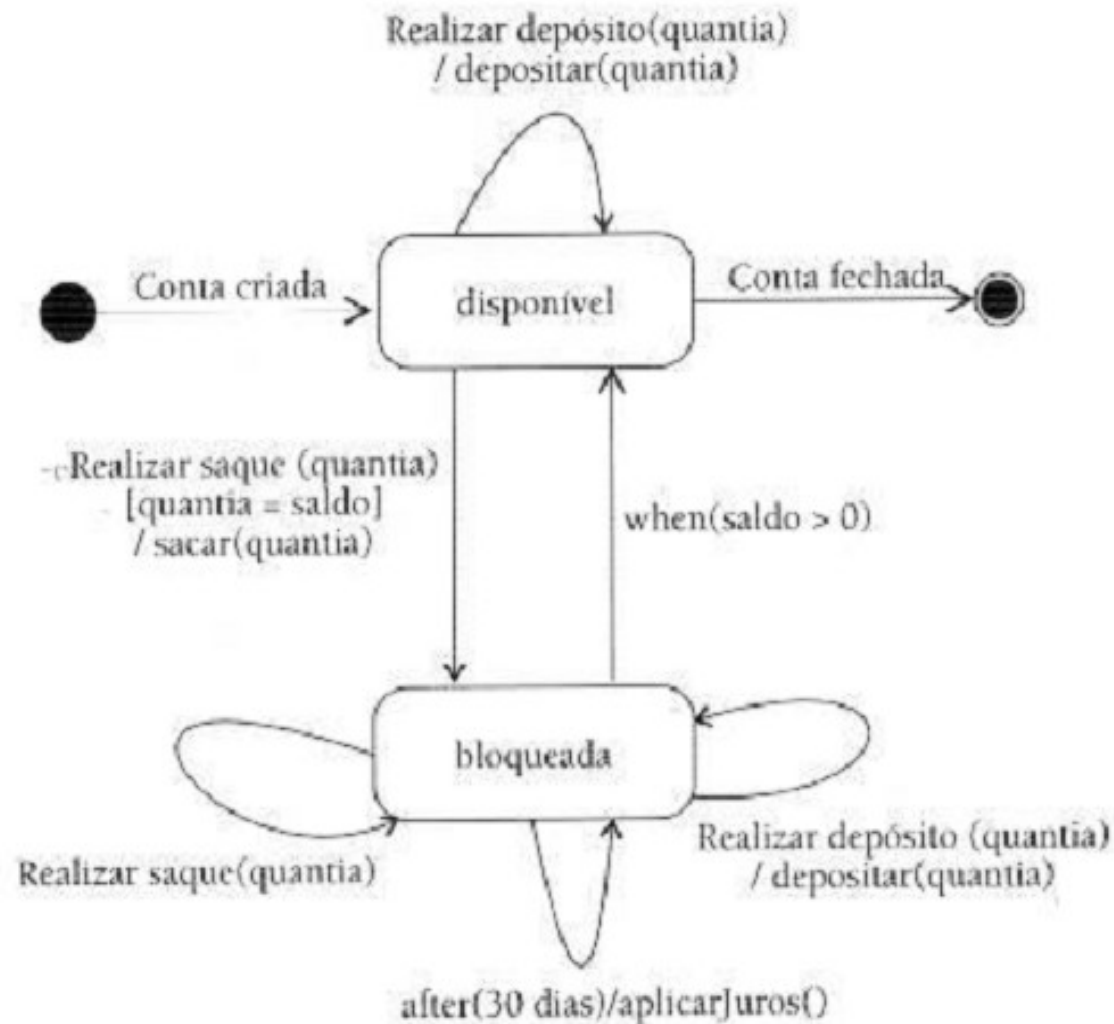 Realizar depósito(quantia)
/ depositar(quantia)
Conta criada
disponível
Conta fechada
Realizar saque (quantia)
[quantia = saldo]
/ sacar(quantia)
when(saldo > 0)
bloqueada
Realizar saque(quantia)
Realizar depósito (quantia)
/ depositar(quantia)
after(30 dias)/aplicarJuros()